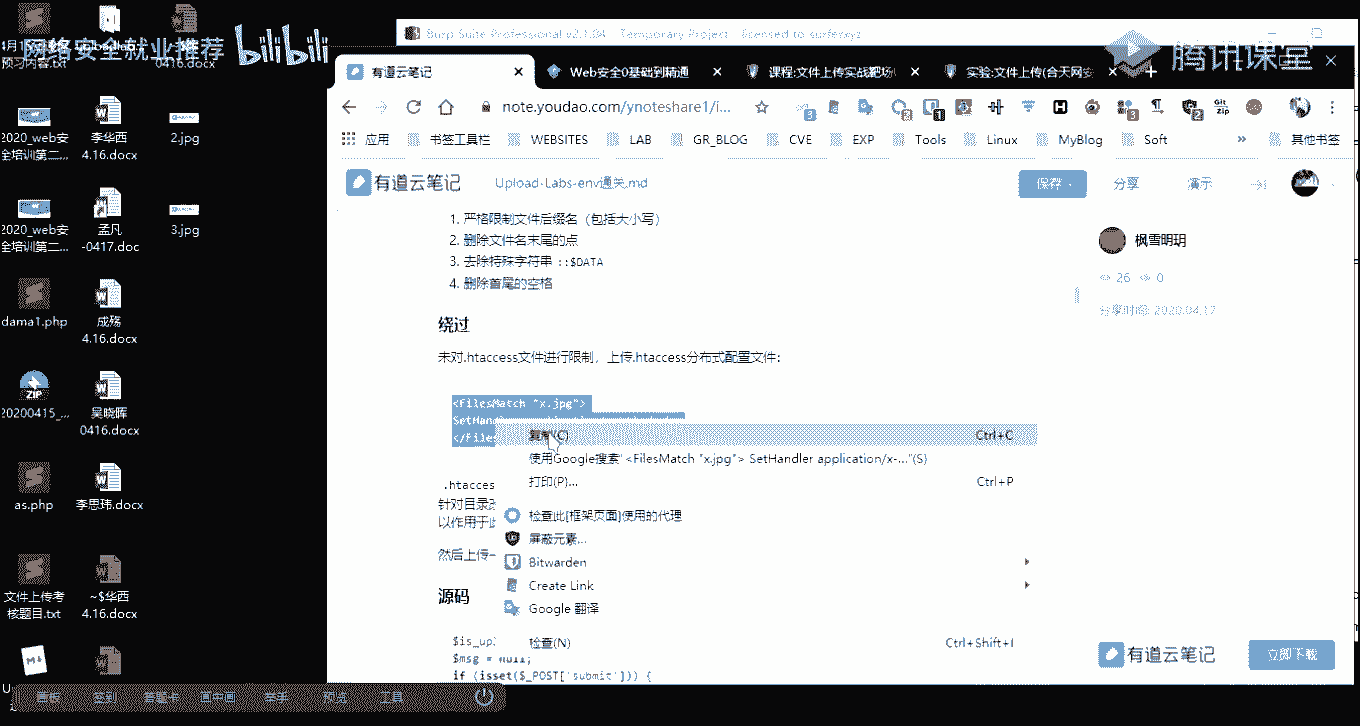 网络安全就业推荐
bilibili
腾讯课堂
预习内容.txt
0416.docx
2020_web安
全培训第二...
李华西
4.16.docx
2.jpg
2020_web安
全培训第二...
孟凡
-0417.doc
3.jpg
dama1.php
成殇
4.16.docx
20200415_...
吴晓晖
0416.docx
as.php
李思玮.docx
文件上传考
核题目.txt
~$华西
4.16.docx
Burp Suite Professional v2.1.04 - Temporary Project - licensed to surferxyz
有道云笔记
Web安全0基础到精通
课程:文件上传实战靶场
实验:文件上传(合天网安
note.youdao.com/ynoteshare1/i...
应用
书签工具栏
WEBSITES
LAB
GR_BLOG
CVE
EXP
Tools
Linux
MyBlog
Soft
其他书签
有道云笔记
Upload-Labs-env通关.md
保存
分享
演示
1. 严格限制文件后缀名（包括大小写）
2. 删除文件名末尾的点
3. 去除特殊字符串 ::$DATA
4. 删除首尾的空格
枫雪明玥
26
0
分享时间: 2020.04.17
绕过
未对.htaccess文件进行限制，上传.htaccess分布式配置文件：
<FilesMatch "x.jpg">
SetHand
</Files
复制(C)
Ctrl+C
使用Google搜索"<FilesMatch "x.jpg"> SetHandler application/x-..."(S)
打印(P)...
Ctrl+P
检查此[框架页面]使用的代理
屏蔽元素...
Bitwarden
Create Link
Google 翻译
检查(N)
Ctrl+Shift+I
.htacces
针对目录
以作用于
然后上传一
源码
$is_up
$msg = null;
if (isset($_POST['submit'])) {
有道云笔记
立即下载
画板
签到
答题卡
画中画
举手
预览
工具